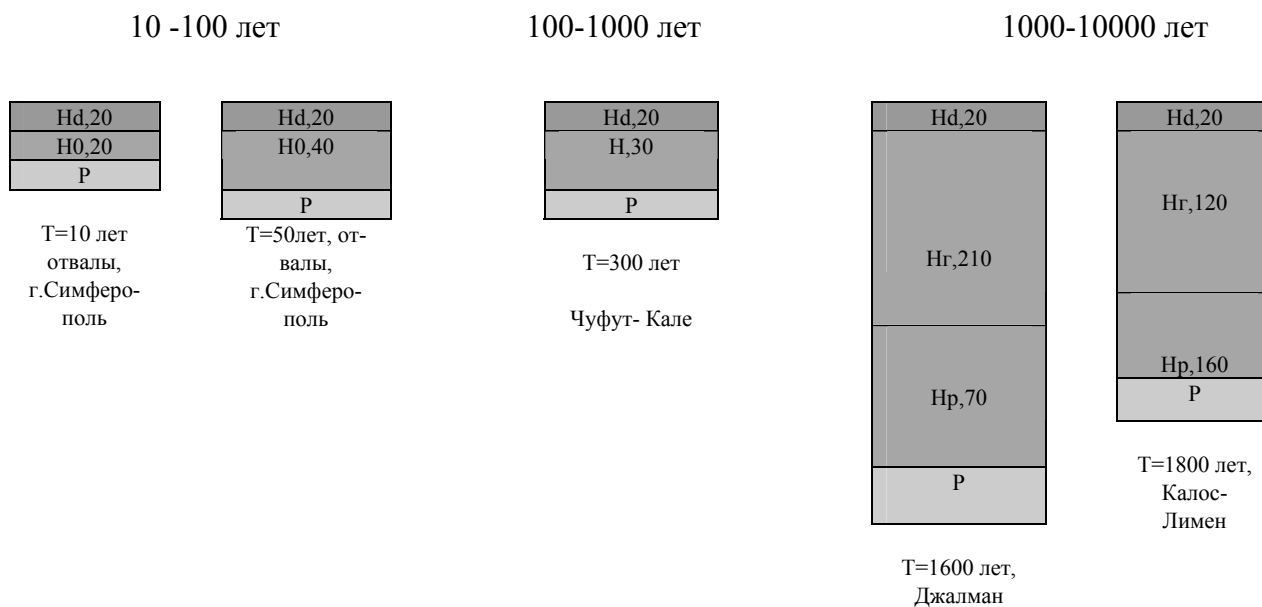 10 -100 лет
100-1000 лет
1000-10000 лет
Hd,20
H0,20
P
T=10 лет
отвалы,
г.Симферо-
поль
Hd,20
H0,40
P
T=50лет, от-
валы,
г.Симферо-
поль
Hd,20
H,30
P
T=300 лет
Чуфут- Кале
Hd,20
Hг,210
Hp,70
P
T=1600 лет,
Джалман
Hd,20
Hг,120
Hp,160
P
T=1800 лет,
Калос-
Лимен